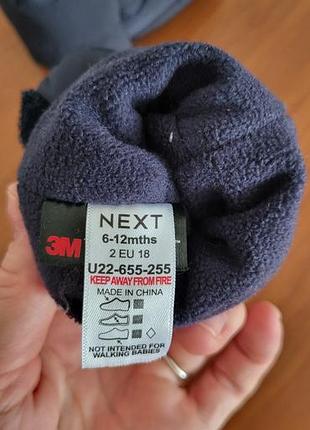 3M
NEXT
6-12mths
2 EU 18
U22-655-255
KEEP AWAY FROM FIRE
MADE IN CHINA
NOT INTENDED FOR
WALKING BABIES